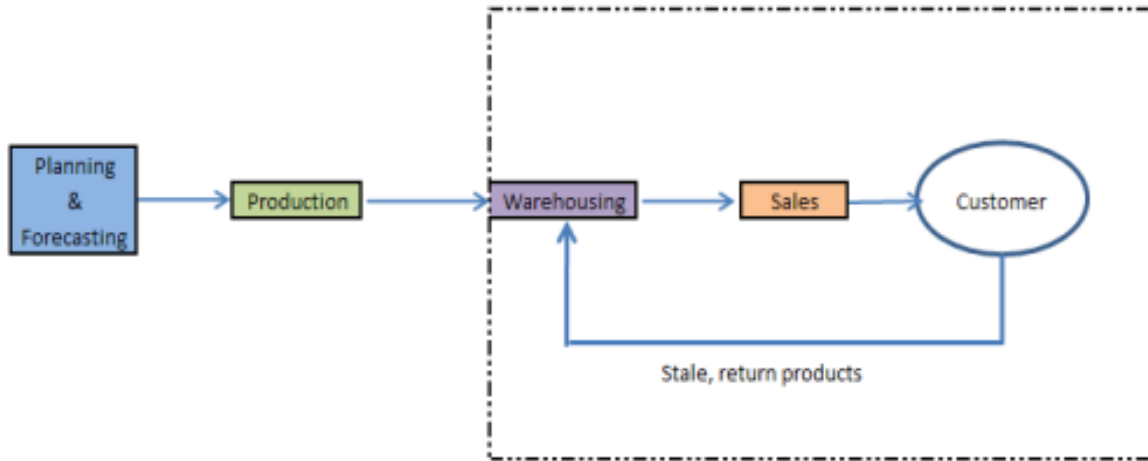 Planning
&
Forecasting
Production
Warehousing
Sales
Customer
Stale, return products